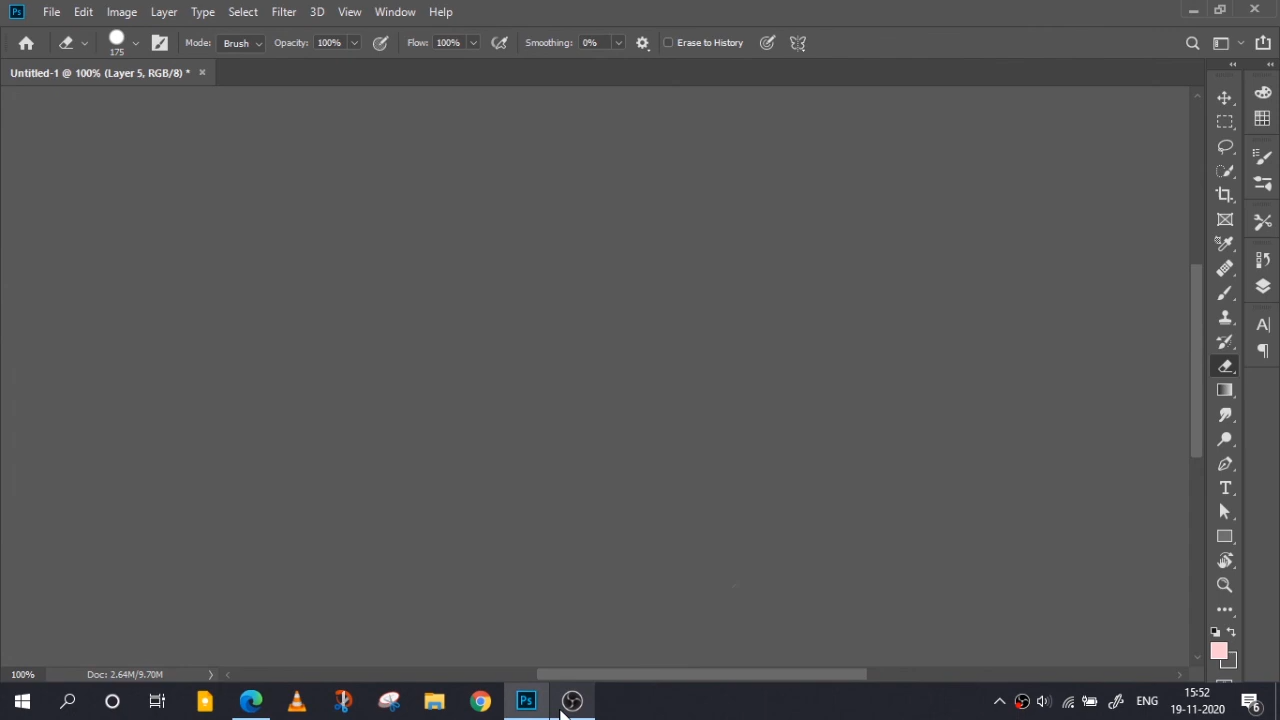 Ps File Edit Image Layer Type Select Filter 3D View Window Help
175 Mode: Brush Opacity: 100% Flow: 100% Smoothing: 0% Erase to History
Untitled-1 @ 100% (Layer 5, RGB/8) * ×
A|
T
100% Doc: 2.64M/9.70M
Ps ENG 15:52
19-11-2020 6